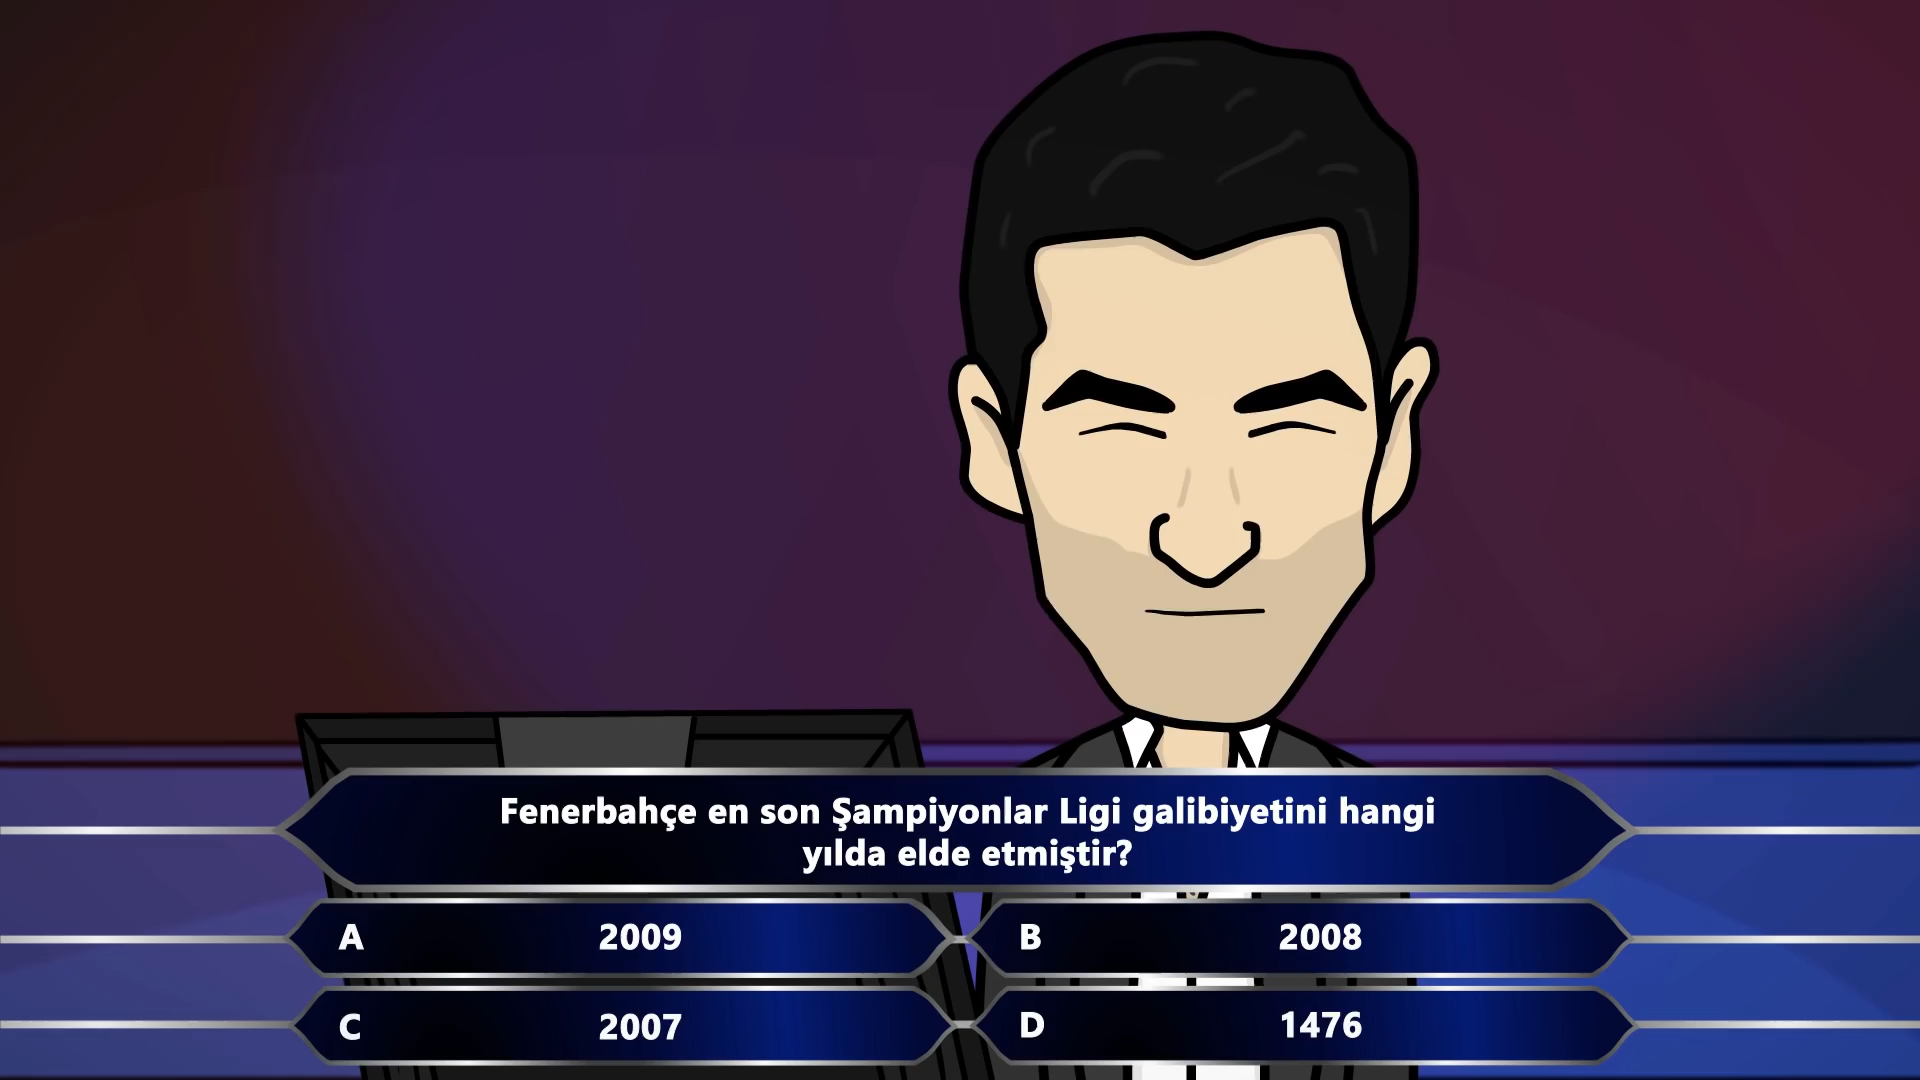 Fenerbahçe en son Şampiyonlar Ligi galibiyetini hangi
yılda elde etmiştir?
A 2009
B 2008
C 2007
D 1476